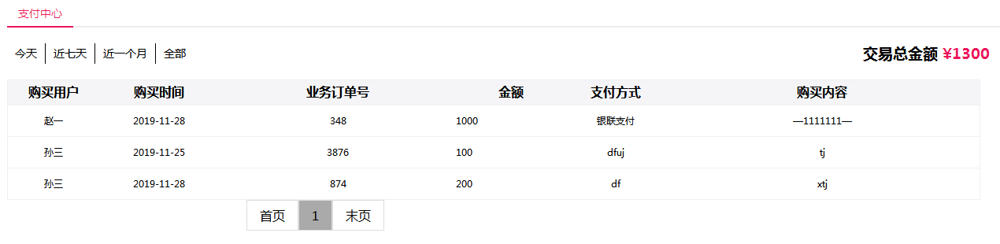 支付中心
今天 近七天 近一个月 全部 交易总金额 ¥1300
购买用户 购买时间 业务订单号 金额 支付方式 购买内容
赵一 2019-11-28 348 1000 银联支付 —1111111—
孙三 2019-11-25 3876 100 dfuj tj
孙三 2019-11-28 874 200 df xtj
首页 1 末页